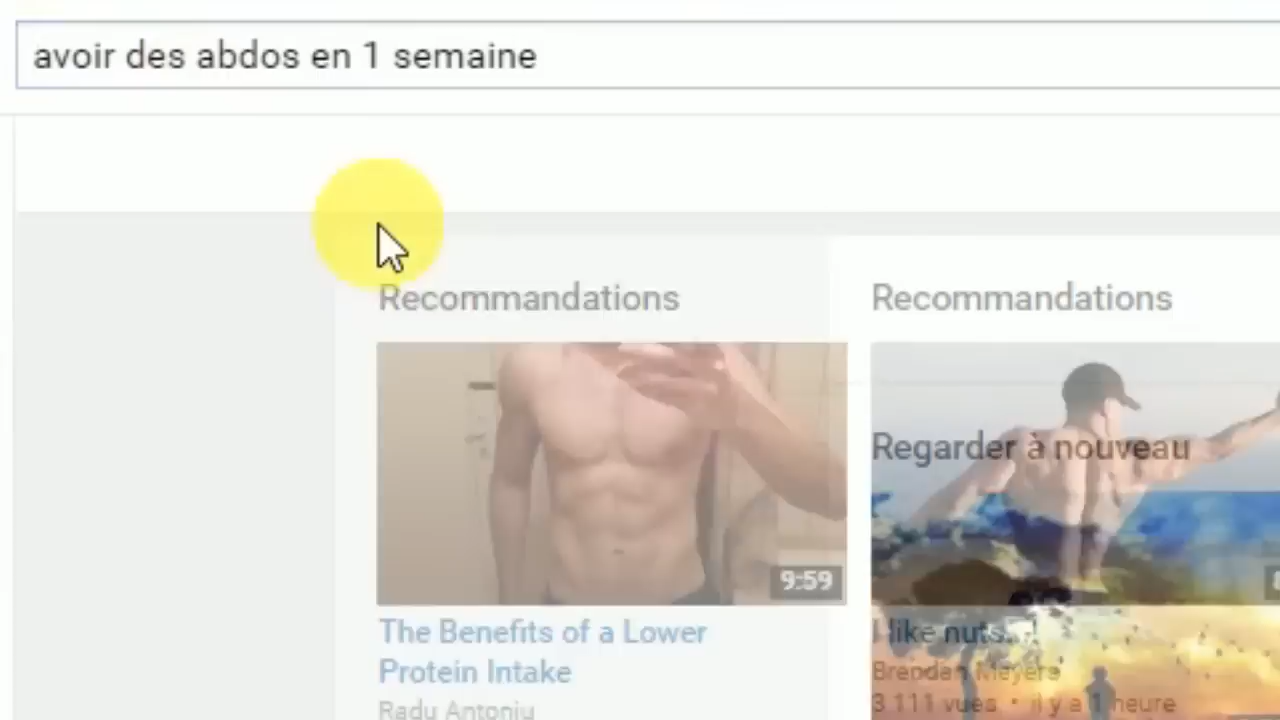 avoir des abdos en 1 semaine
Recommandations
Recommandations
Regarder à nouveau
9:59
The Benefits of a Lower
Protein Intake
Radu Antoniu
I like nuts...!
Brendan Meyers
3 111 vues • il y a 1 heure